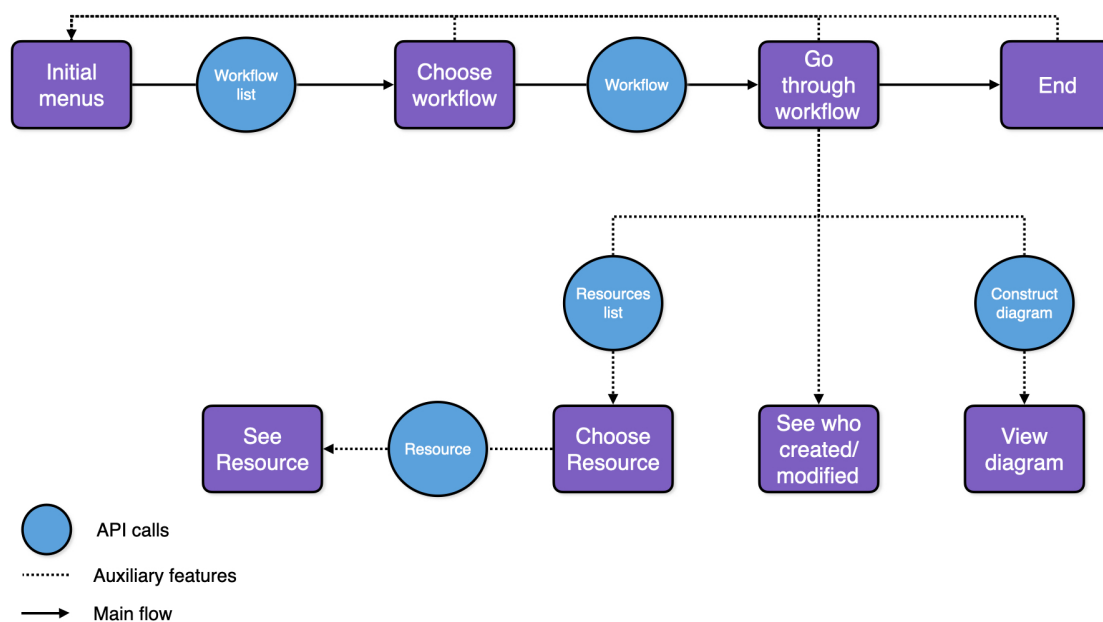 Initial
menus
Workflow
list
Choose
workflow
Workflow
Go
through
workflow
End
Resources
list
Construct
diagram
See
Resource
Resource
Choose
Resource
See who
created/
modified
View
diagram
API calls
Auxiliary features
Main flow